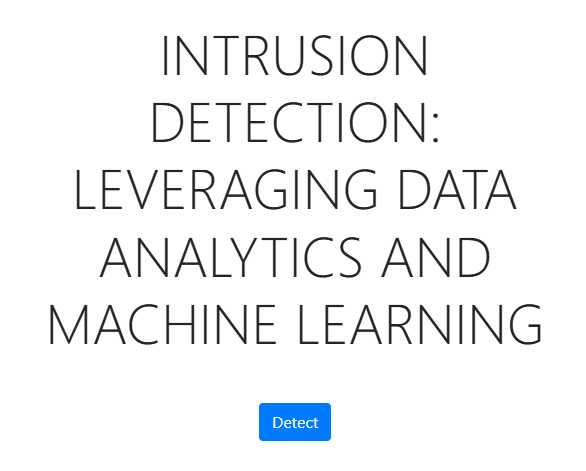 INTRUSION
DETECTION:
LEVERAGING DATA
ANALYTICS AND
MACHINE LEARNING
Detect